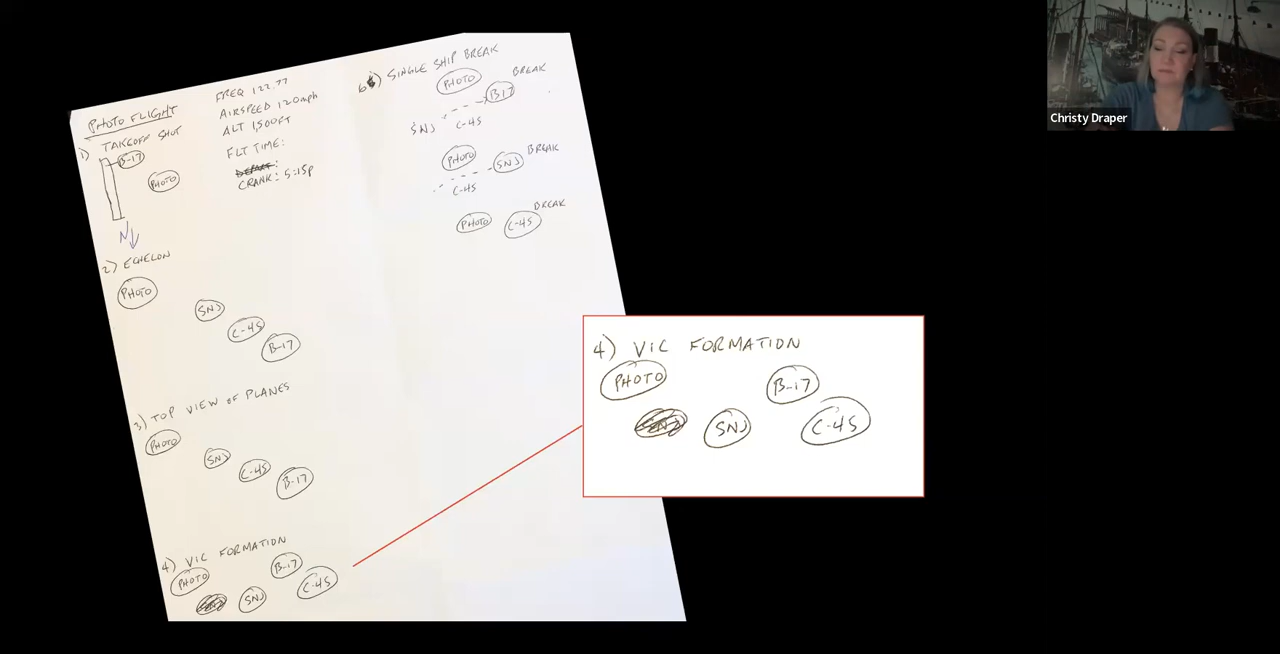 PHOTO FLIGHT
FREQ 122.77
AIRSPEED 120mph
ALT 1,500FT
FLT TIME:
CRANK: 5:15p
1) TAKEOFF SHOT
B-17
PHOTO
N
2) ECHELON
PHOTO
SNJ
C-45
B-17
3) TOP VIEW OF PLANES
PHOTO
SNJ
C-45
B-17
4) VIC FORMATION
PHOTO
B-17
SNJ
C-45
6) SINGLE SHIP BREAK
PHOTO
B-17
BREAK
SNJ
C-45
PHOTO
SNJ
BREAK
C-45
PHOTO
C-45
BREAK
4) VIC FORMATION
PHOTO
B-17
SNJ
C-45
Christy Draper